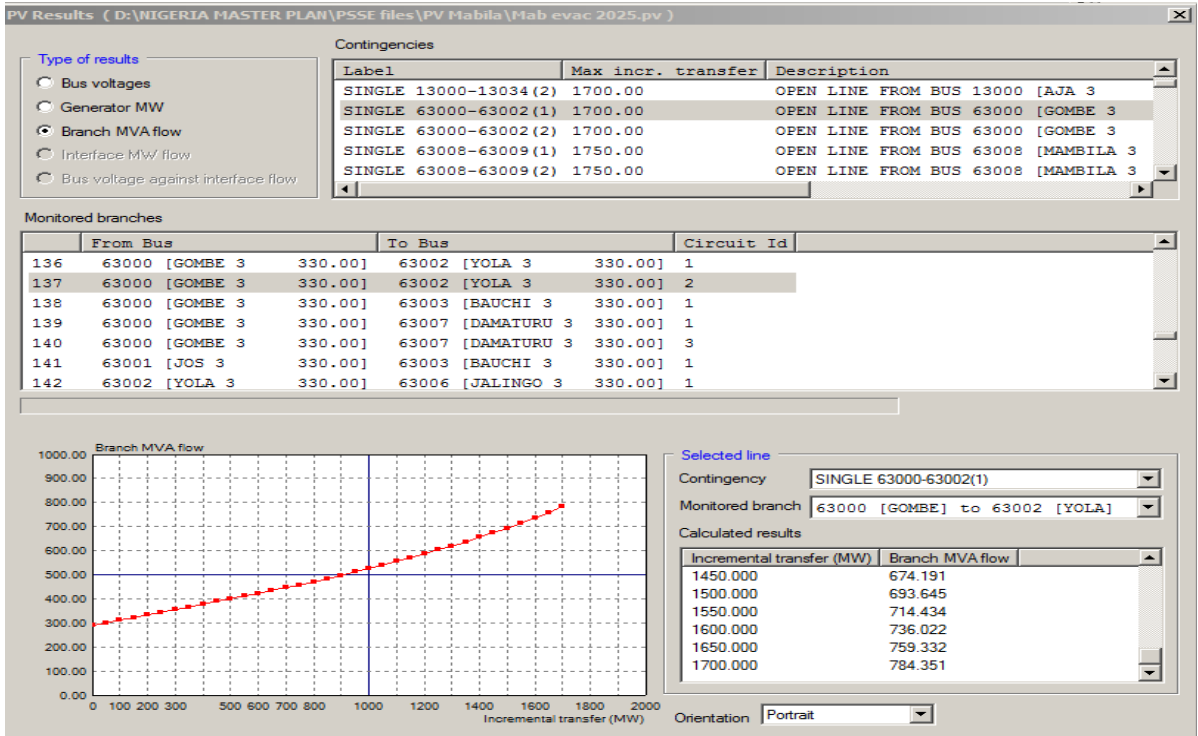 PV Results ( D:\NIGERIA MASTER PLAN\PSSE files\PV Mabila\Mab evac 2025.pv )
Type of results
Bus voltages
Generator MW
Branch MVA flow
Interface MW flow
Bus voltage against interface flow
Contingencies
Label Max incr. transfer Description
SINGLE 13000-13034(2) 1700.00 OPEN LINE FROM BUS 13000 [AJA 3
SINGLE 63000-63002(1) 1700.00 OPEN LINE FROM BUS 63000 [GOMBE 3
SINGLE 63000-63002(2) 1700.00 OPEN LINE FROM BUS 63000 [GOMBE 3
SINGLE 63008-63009(1) 1750.00 OPEN LINE FROM BUS 63008 [MAMBILA 3
SINGLE 63008-63009(2) 1750.00 OPEN LINE FROM BUS 63008 [MAMBILA 3
Monitored branches
From Bus To Bus Circuit Id
136 63000 [GOMBE 3 330.00] 63002 [YOLA 3 330.00] 1
137 63000 [GOMBE 3 330.00] 63002 [YOLA 3 330.00] 2
138 63000 [GOMBE 3 330.00] 63003 [BAUCHI 3 330.00] 1
139 63000 [GOMBE 3 330.00] 63007 [DAMATURU 3 330.00] 1
140 63000 [GOMBE 3 330.00] 63007 [DAMATURU 3 330.00] 3
141 63001 [JOS 3 330.00] 63003 [BAUCHI 3 330.00] 1
142 63002 [YOLA 3 330.00] 63006 [JALINGO 3 330.00] 1
Branch MVA flow
1000.00
900.00
800.00
700.00
600.00
500.00
400.00
300.00
200.00
100.00
0.00
0 100 200 300 500 600 700 800 1000 1200 1400 1600 1800 2000
Incremental transfer (MW)
Selected line
Contingency SINGLE 63000-63002(1)
Monitored branch 63000 [GOMBE] to 63002 [YOLA]
Calculated results
Incremental transfer (MW) Branch MVA flow
1450.000 674.191
1500.000 693.645
1550.000 714.434
1600.000 736.022
1650.000 759.332
1700.000 784.351
Orientation Portrait